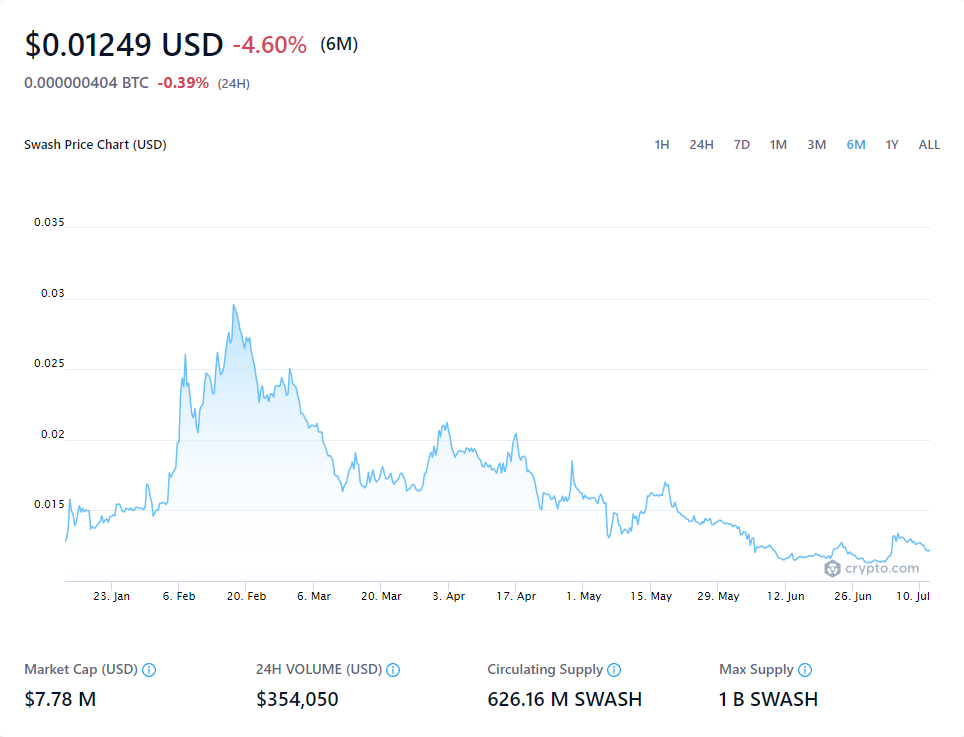 $0.01249 USD -4.60% (6M)
0.000000404 BTC -0.39% (24H)
Swash Price Chart (USD) 1H 24H 7D 1M 3M 6M 1Y ALL
0.035
0.03
0.025
0.02
0.015
crypto.com
23. Jan 6. Feb 20. Feb 6. Mar 20. Mar 3. Apr 17. Apr 1. May 15. May 29. May 12. Jun 26. Jun 10. Jul
Market Cap (USD) 24H VOLUME (USD) Circulating Supply Max Supply
$7.78 M $354,050 626.16 M SWASH 1 B SWASH